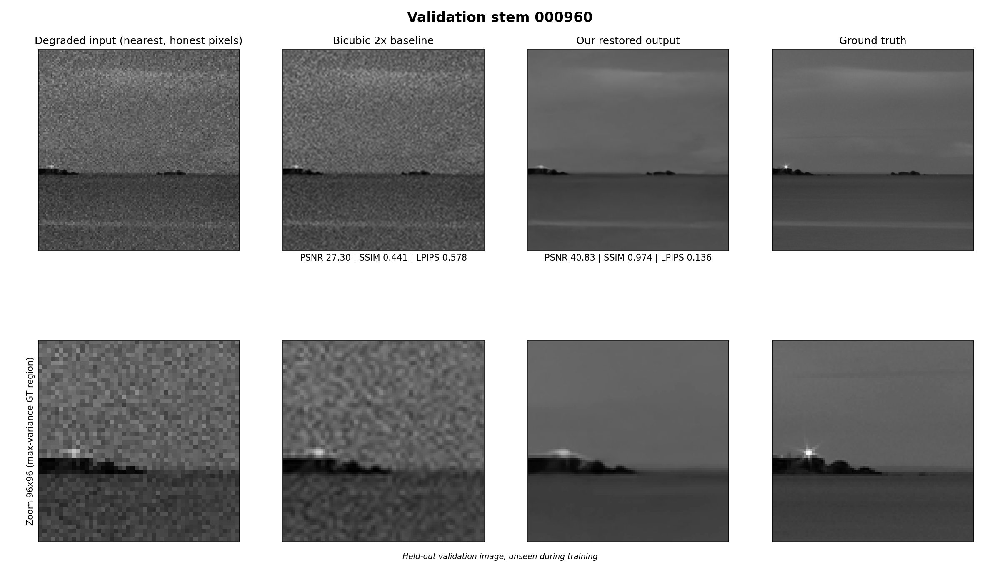 Validation stem 000960
Degraded input (nearest, honest pixels)
Bicubic 2x baseline
Our restored output
Ground truth
PSNR 27.30 | SSIM 0.441 | LPIPS 0.578
PSNR 40.83 | SSIM 0.974 | LPIPS 0.136
Zoom 96x96 (max-variance GT region)
Held-out validation image, unseen during training